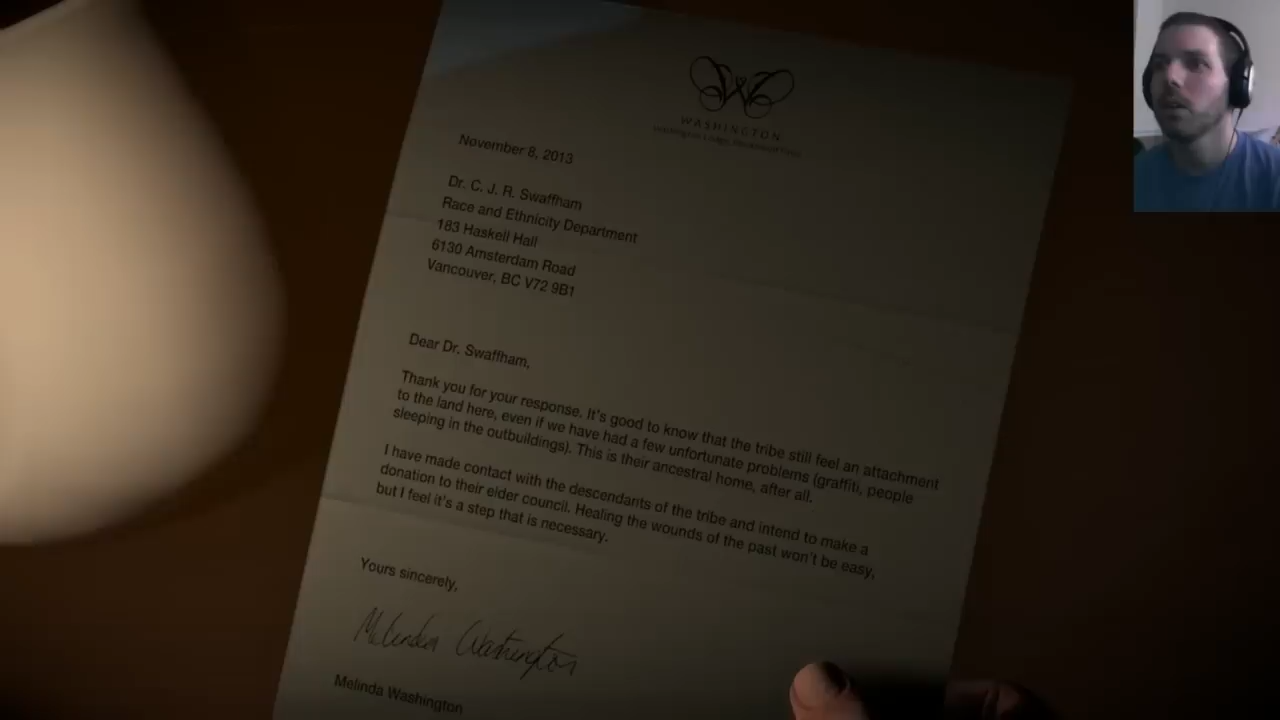 WASHINGTON
November 8, 2013
Dr. C. J. R. Swaffham
Race and Ethnicity Department
183 Haskell Hall
6130 Amsterdam Road
Vancouver, BC V72 9B1
Dear Dr. Swaffham,
Thank you for your response. It's good to know that the tribe still feel an attachment
to the land here, even if we have had a few unfortunate problems (graffiti, people
sleeping in the outbuildings). This is their ancestral home, after all.
I have made contact with the descendants of the tribe and intend to make a
donation to their elder council. Healing the wounds of the past won't be easy,
but I feel it's a step that is necessary.
Yours sincerely,
Melinda Washington
Melinda Washington